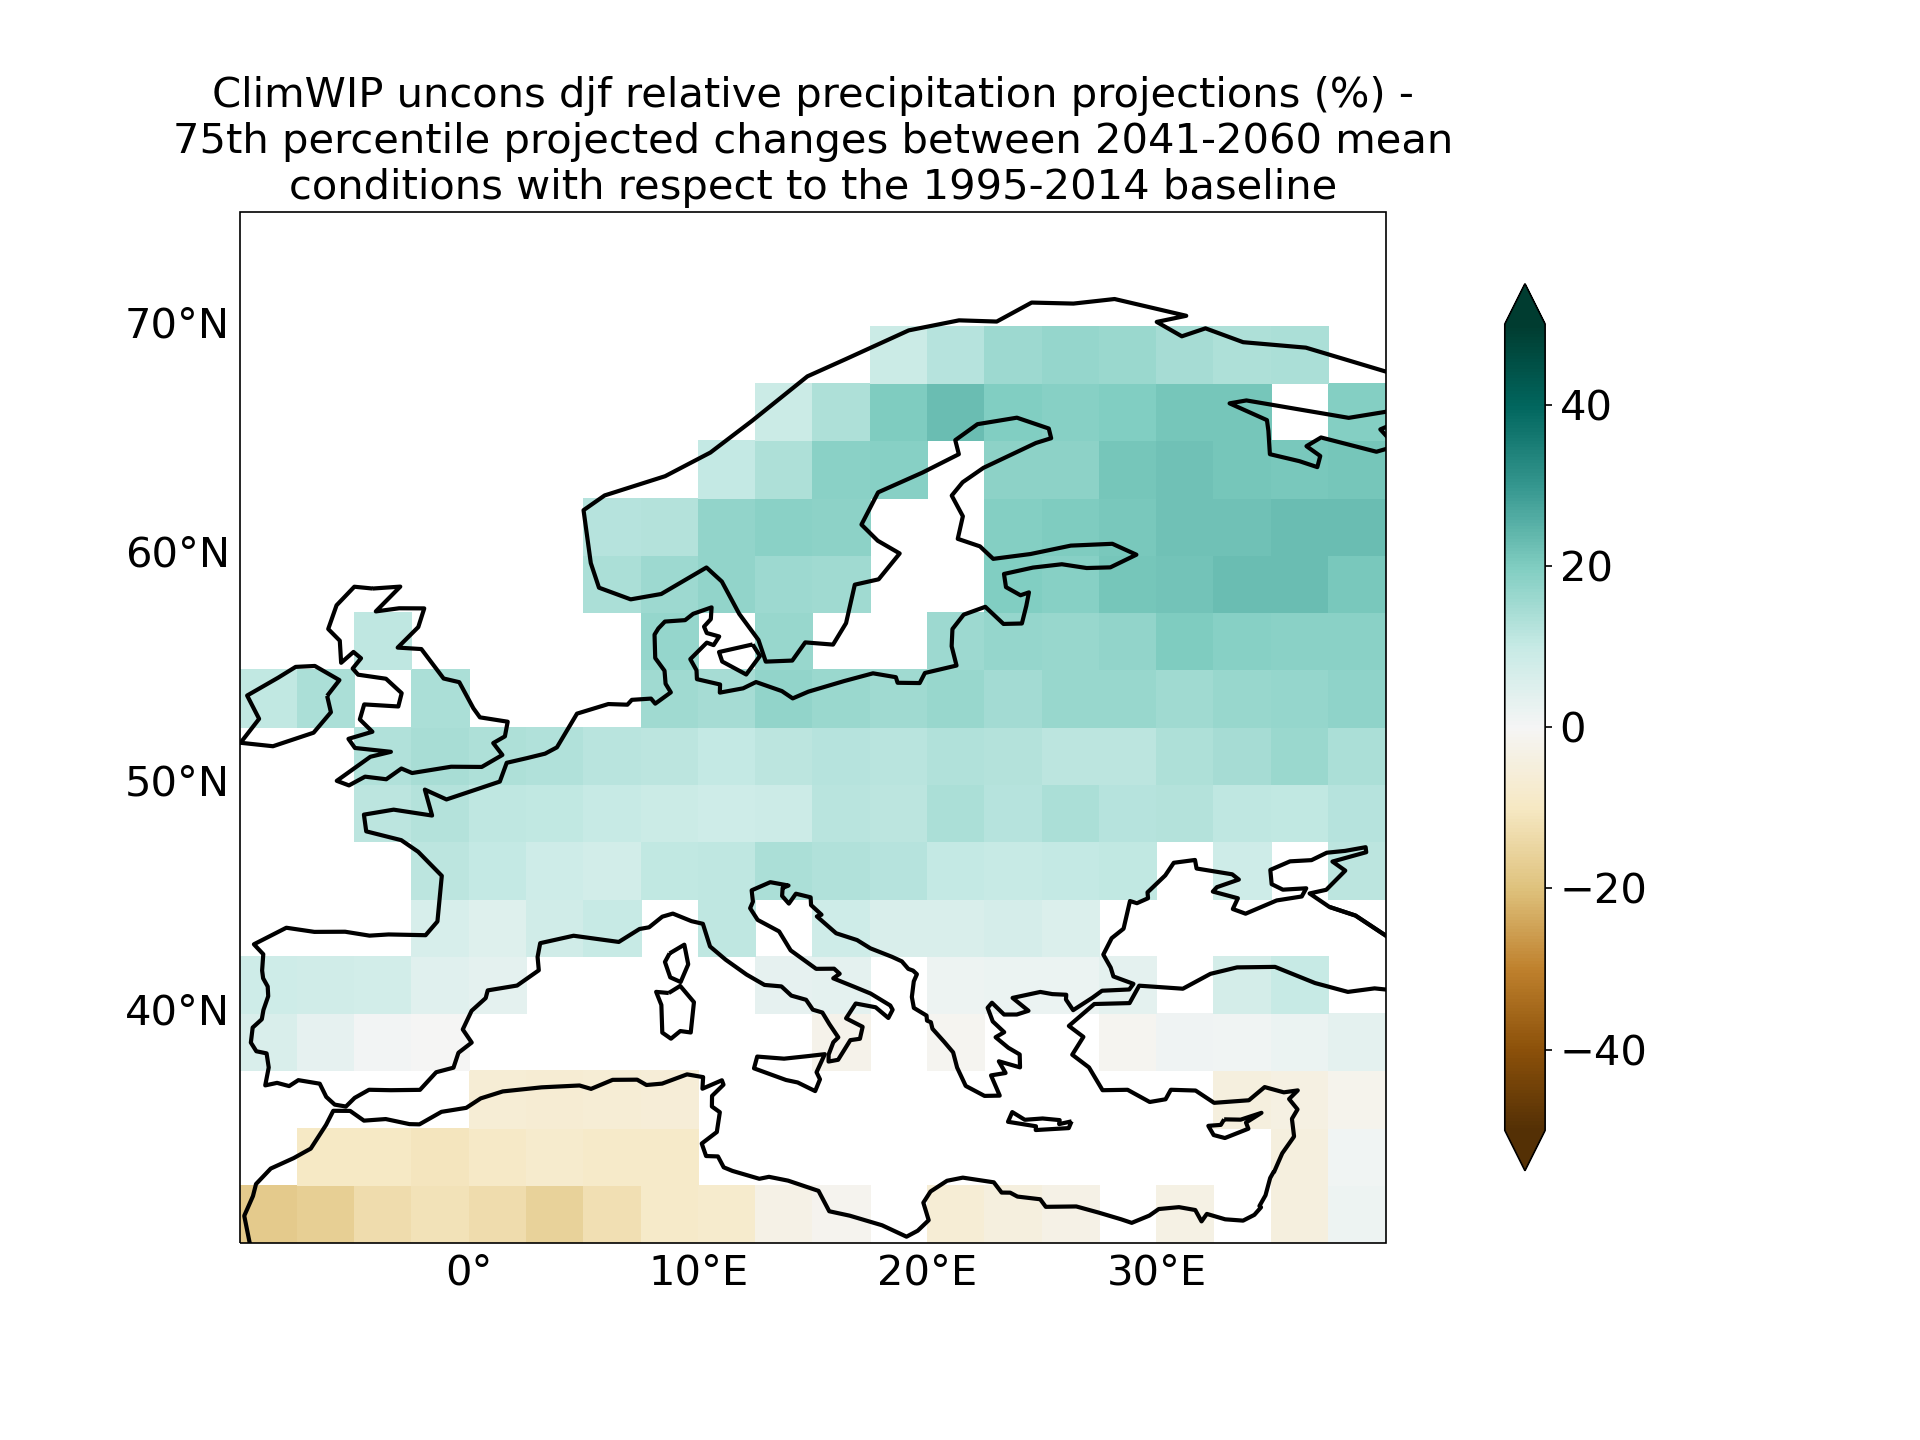 ClimWIP uncons djf relative precipitation projections (%) -
75th percentile projected changes between 2041-2060 mean
conditions with respect to the 1995-2014 baseline
70°N
60°N
50°N
40°N
0°
10°E
20°E
30°E
40
20
0
−20
−40